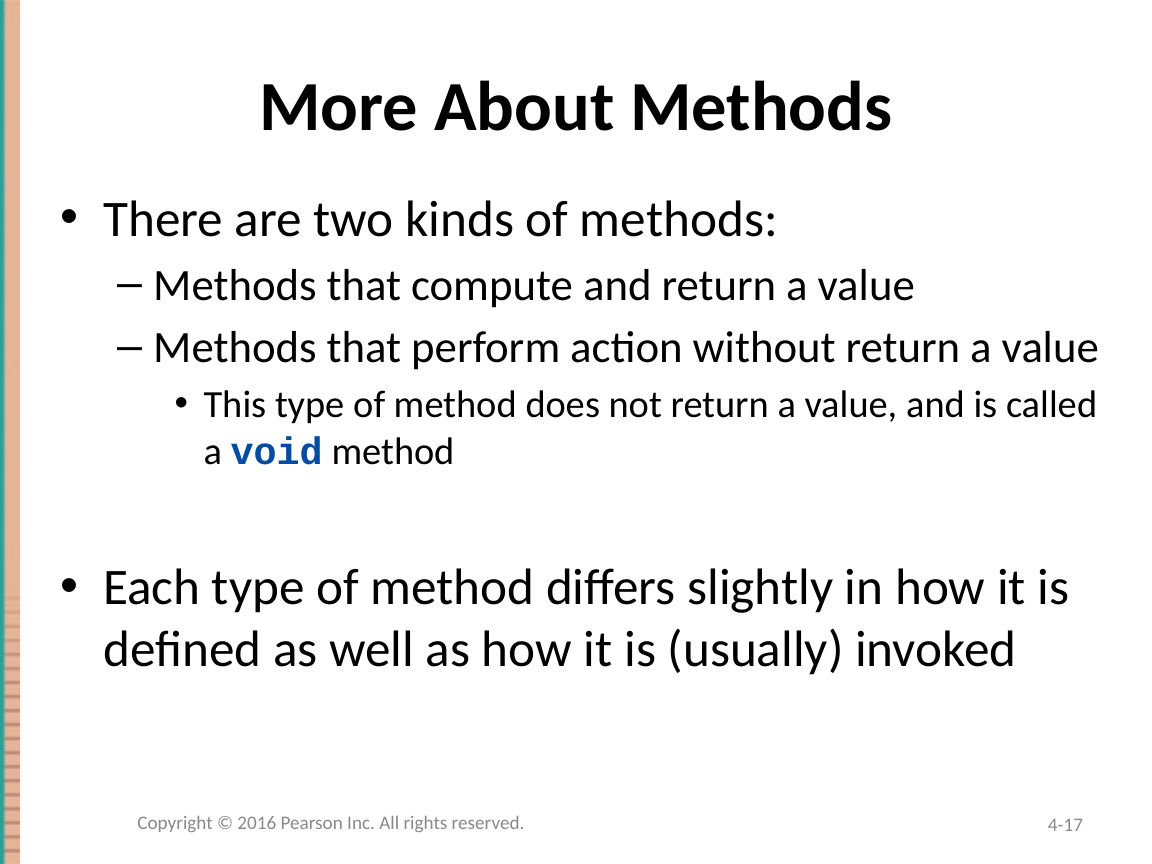 More About Methods
• There are two kinds of methods:
– Methods that compute and return a value
– Methods that perform action without return a value
• This type of method does not return a value, and is called
a void method
• Each type of method differs slightly in how it is
defined as well as how it is (usually) invoked
Copyright © 2016 Pearson Inc. All rights reserved.
4-17